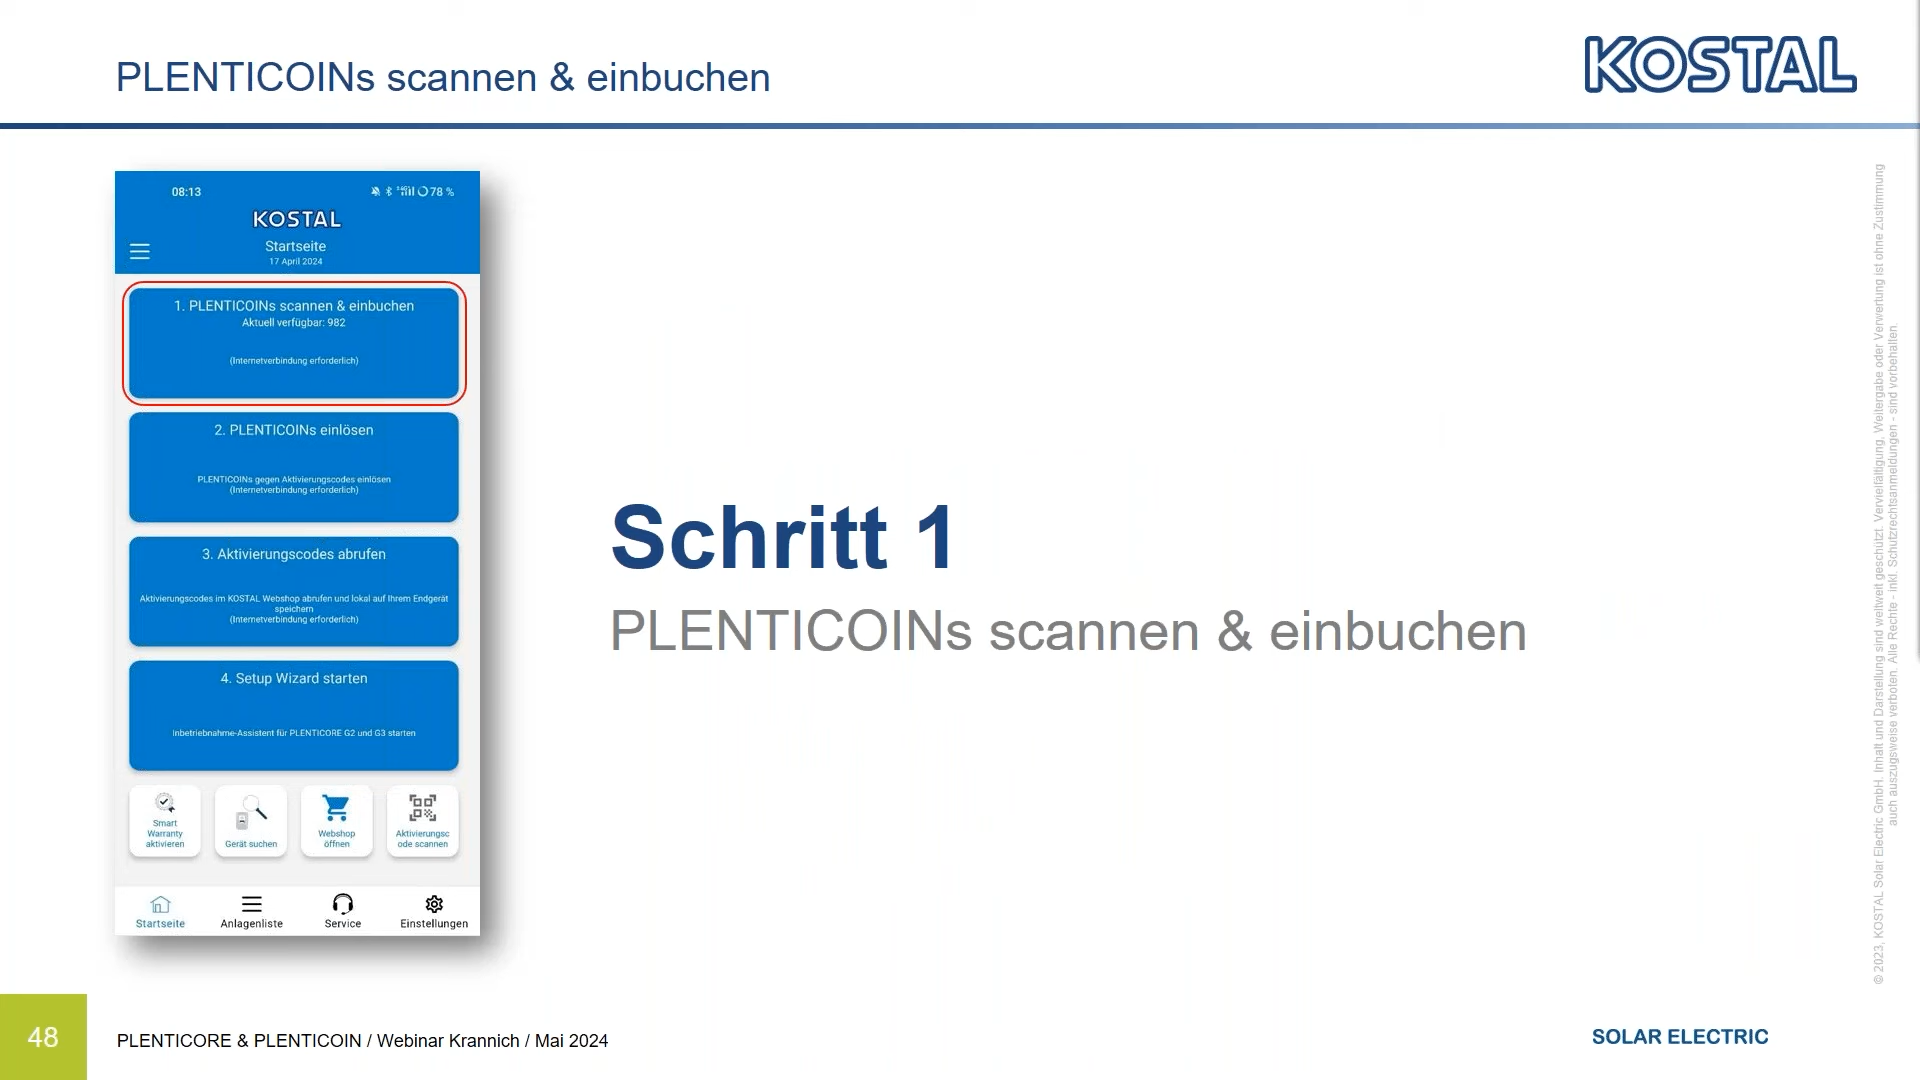 PLENTICOINs scannen & einbuchen
KOSTAL
08:13
78 %
KOSTAL
Startseite
17 April 2024
1. PLENTICOINs scannen & einbuchen
Aktuell verfügbar: 982
(Internetverbindung erforderlich)
2. PLENTICOINs einlösen
PLENTICOINs gegen Aktivierungscodes einlösen
(Internetverbindung erforderlich)
3. Aktivierungscodes abrufen
Aktivierungscodes im KOSTAL Webshop abrufen und lokal auf Ihrem Endgerät
speichern
(Internetverbindung erforderlich)
4. Setup Wizard starten
Inbetriebnahme-Assistent für PLENTICORE G2 und G3 starten
Smart
Warranty
aktivieren
Gerät suchen
Webshop
öffnen
Aktivierungsc
ode scannen
Startseite
Anlagenliste
Service
Einstellungen
Schritt 1
PLENTICOINs scannen & einbuchen
© 2023, KOSTAL Solar Electric GmbH. Inhalt und Darstellung sind weltweit geschützt. Vervielfältigung, Weitergabe oder Verwertung ist ohne Zustimmung
auch auszugsweise verboten. Alle Rechte - inkl. Schutzrechtsanmeldungen - sind vorbehalten.
48
PLENTICORE & PLENTICOIN / Webinar Krannich / Mai 2024
SOLAR ELECTRIC